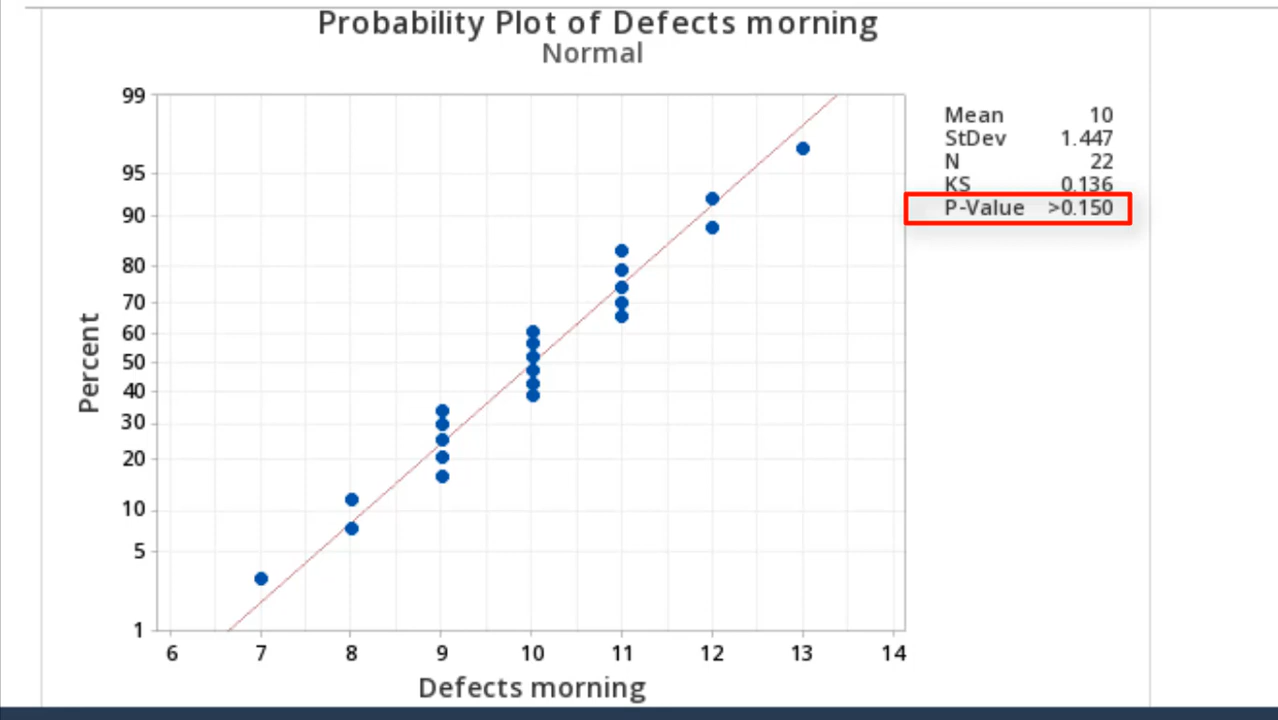 Probability Plot of Defects morning
Normal
99
95
90
80
70
60
50
40
30
20
10
5
1
Percent
6 7 8 9 10 11 12 13 14
Defects morning
Mean 10
StDev 1.447
N 22
KS 0.136
P-Value >0.150